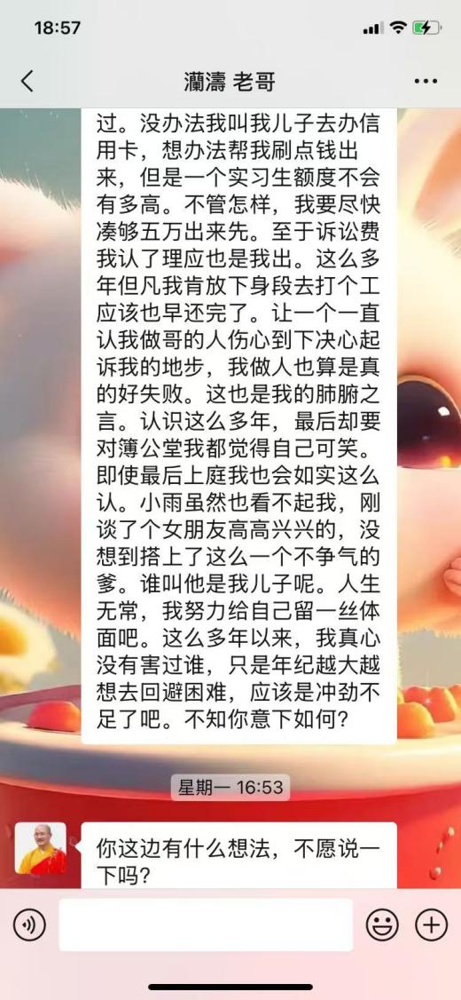 18:57
灡濤 老哥
过。没办法我叫我儿子去办信
用卡，想办法帮我刷点钱出
来，但是一个实习生额度不会
有多高。不管怎样，我要尽快
凑够五万出来先。至于诉讼费
我认了理应也是我出。这么多
年但凡我肯放下身段去打个工
应该也早还完了。让一个一直
认我做哥的人伤心到下决心起
诉我的地步，我做人也算是真
的好失败。这也是我的肺腑之
言。认识这么多年，最后却要
对簿公堂我都觉得自己可笑。
即使最后上庭我也会如实这么
认。小雨虽然也看不起我，刚
谈了个女朋友高高兴兴的，没
想到搭上了这么一个不争气的
爹。谁叫他是我儿子呢。人生
无常，我努力给自己留一丝体
面吧。这么多年以来，我真心
没有害过谁，只是年纪越大越
想去回避困难，应该是冲劲不
足了吧。不知你意下如何？
星期一 16:53
你这边有什么想法，不愿说一
下吗？